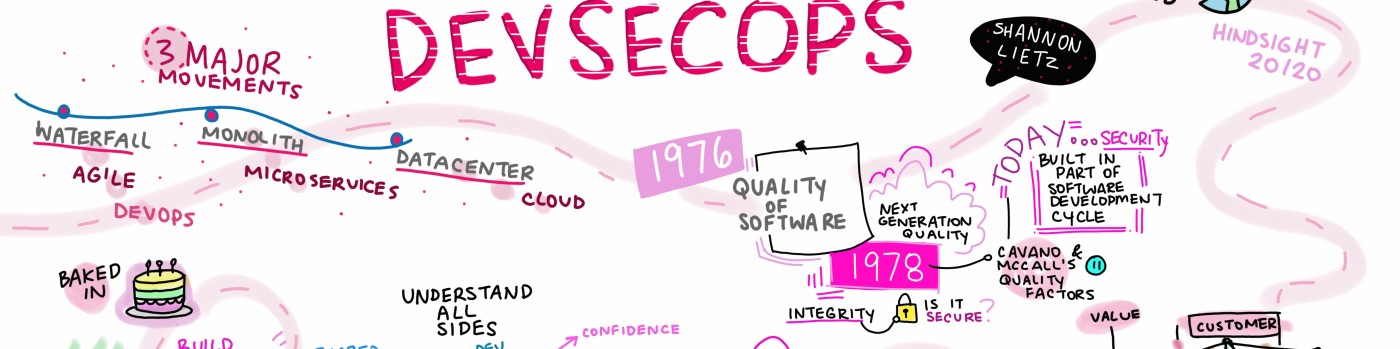 DEVSECOPS
3 MAJOR
MOVEMENTS
WATERFALL
AGILE
DEVOPS
MONOLITH
MICROSERVICES
DATACENTER
CLOUD
SHANNON
LIETZ
HINDSIGHT
20/20
1976
QUALITY
OF
SOFTWARE
NEXT
GENERATION
QUALITY
1978
TODAY...SECURITY
BUILT IN
PART OF
SOFTWARE
DEVELOPMENT
CYCLE
CAVANO &
MCCALL'S 11
QUALITY
FACTORS
INTEGRITY
IS IT
SECURE?
BAKED
IN
BUILD
UNDERSTAND
ALL
SIDES
DEV
CONFIDENCE
VALUE
CUSTOMER